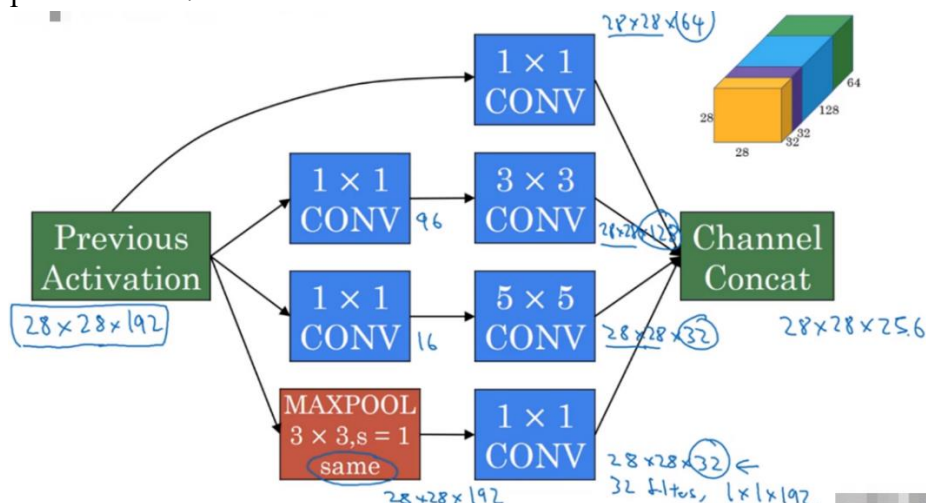 28×28×64
1 × 1
CONV
28
28
32
32
128
64
1 × 1
CONV
96
3 × 3
CONV
28×28×128
Previous
Activation
28×28×192
Channel
Concat
28×28×256
1 × 1
CONV
16
5 × 5
CONV
28×28×32
MAXPOOL
3 × 3,s = 1
same
28×28×192
1 × 1
CONV
28×28×32 ←
32 filters, 1×1×192